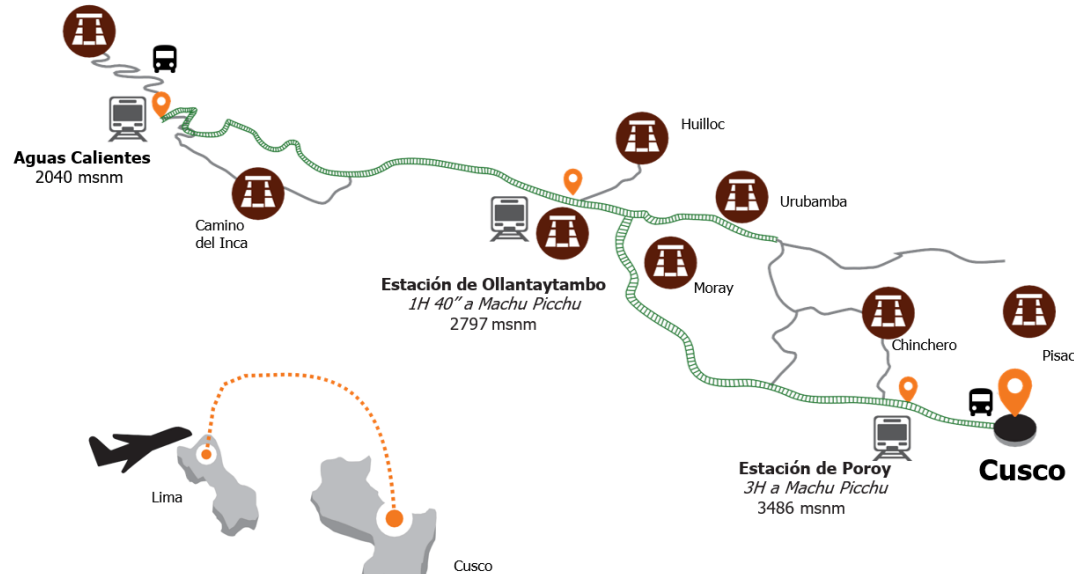 Huilloc
Aguas Calientes
2040 msnm
Urubamba
Camino
del Inca
Estación de Ollantaytambo
1H 40″ a Machu Picchu
2797 msnm
Moray
Chinchero
Pisac
Cusco
Estación de Poroy
3H a Machu Picchu
3486 msnm
Lima
Cusco